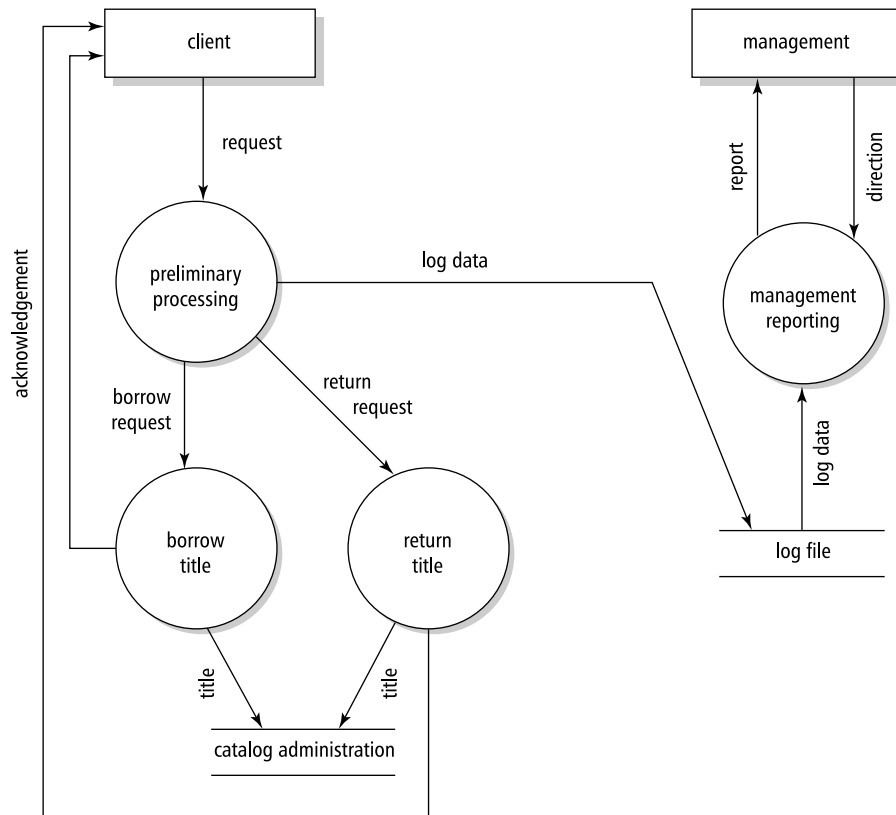 client
management
request
report
direction
acknowledgement
preliminary
processing
log data
management
reporting
borrow
request
return
request
log data
borrow
title
return
title
log file
title
title
catalog administration